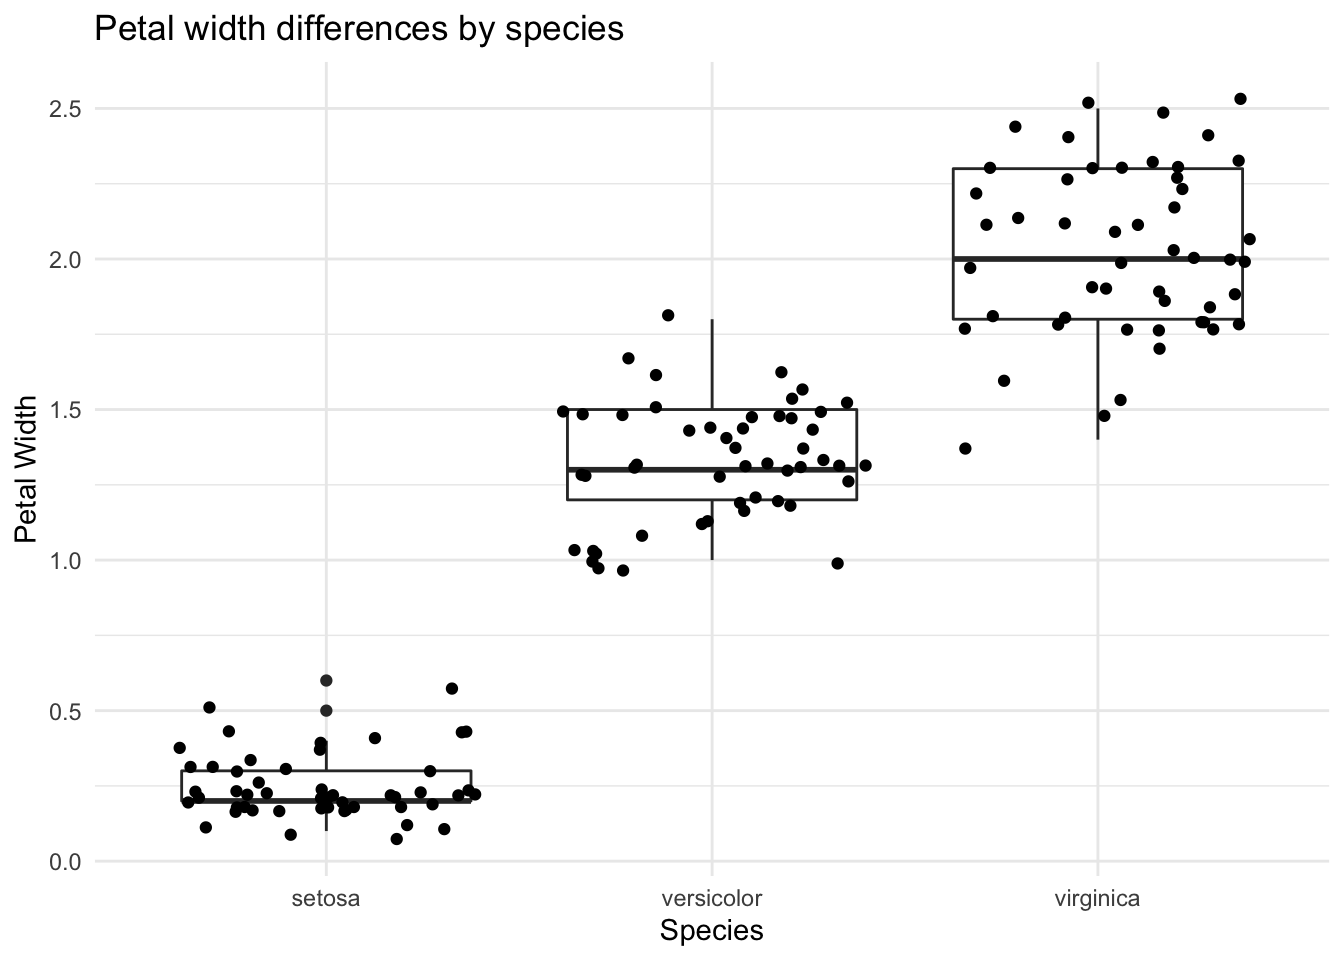 Petal width differences by species
2.5
2.0
1.5
1.0
0.5
0.0
Petal Width
setosa
versicolor
virginica
Species